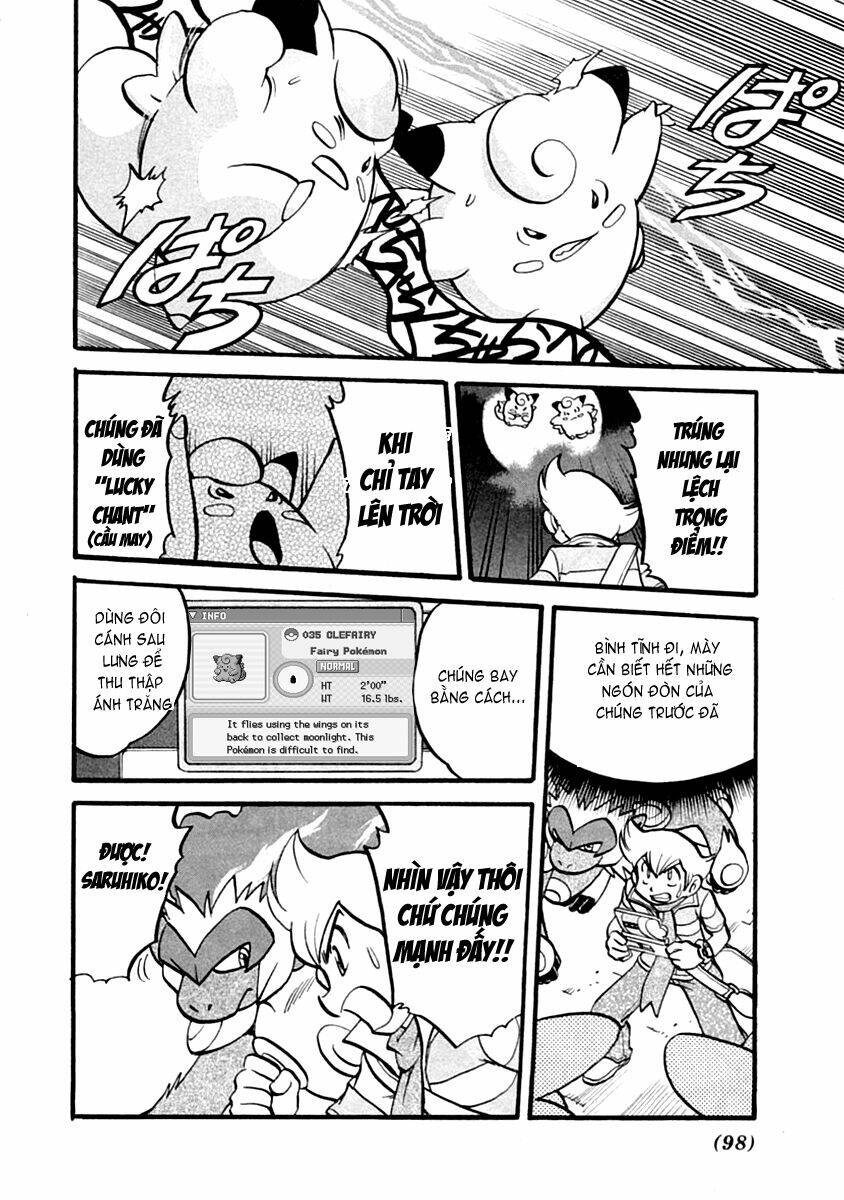 ぱち
ぱち
TRÚNG
NHƯNG LẠI
LỆCH
TRỌNG
ĐIỂM!!
KHI
CHỈ TAY
LÊN TRỜI
CHÚNG ĐÃ
DÙNG
"LUCKY
CHANT"
(CẦU MAY)
BÌNH TĨNH ĐI, MÀY
CẦN BIẾT HẾT NHỮNG
NGÓN ĐÒN CỦA
CHÚNG TRƯỚC ĐÃ
CHÚNG BAY
BẰNG CÁCH...
▼ INFO
035 CLEFAIRY
Fairy Pokémon
NORMAL
HT 2'00"
WT 16.5 lbs.
It flies using the wings on its
back to collect moonlight. This
Pokémon is difficult to find.
DÙNG ĐÔI
CÁNH SAU
LƯNG ĐỂ
THU THẬP
ÁNH TRĂNG
NHÌN VẬY THÔI
CHỨ CHÚNG
MẠNH ĐẤY!!
ĐƯỢC!
SARUHIKO!
(98)